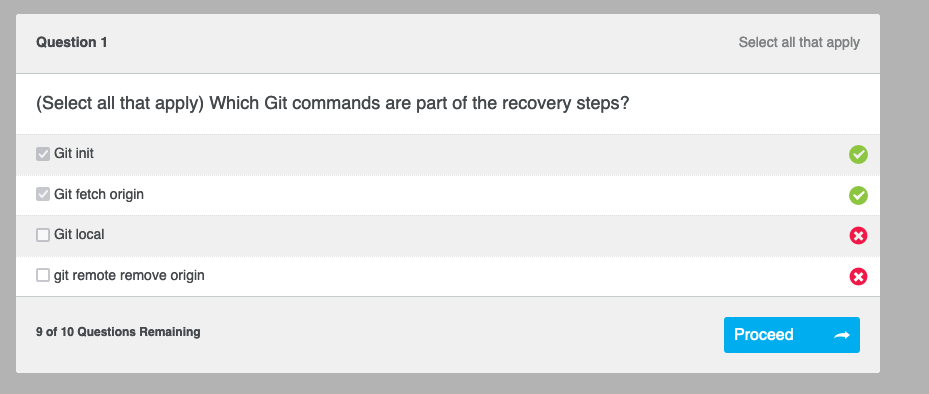 Question 1
Select all that apply
(Select all that apply) Which Git commands are part of the recovery steps?
Git init
Git fetch origin
Git local
git remote remove origin
9 of 10 Questions Remaining
Proceed